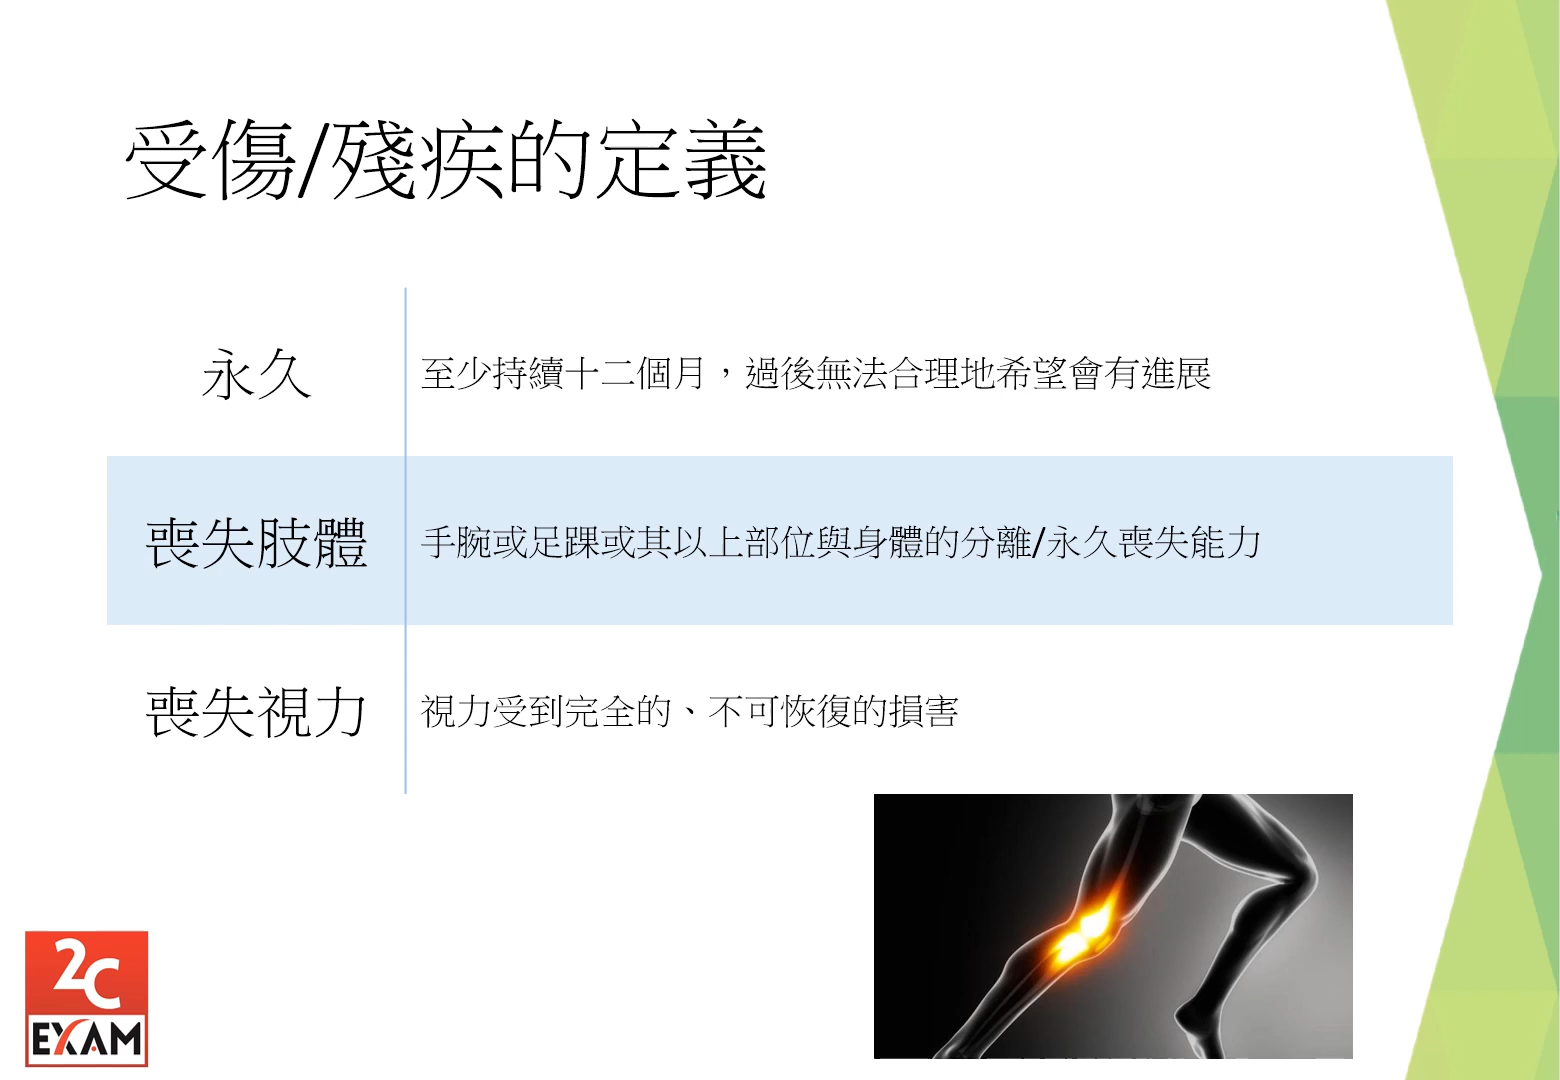 受傷/殘疾的定義
永久
至少持續十二個月，過後無法合理地希望會有進展
喪失肢體
手腕或足踝或其以上部位與身體的分離/永久喪失能力
喪失視力
視力受到完全的、不可恢復的損害
2C
EXAM